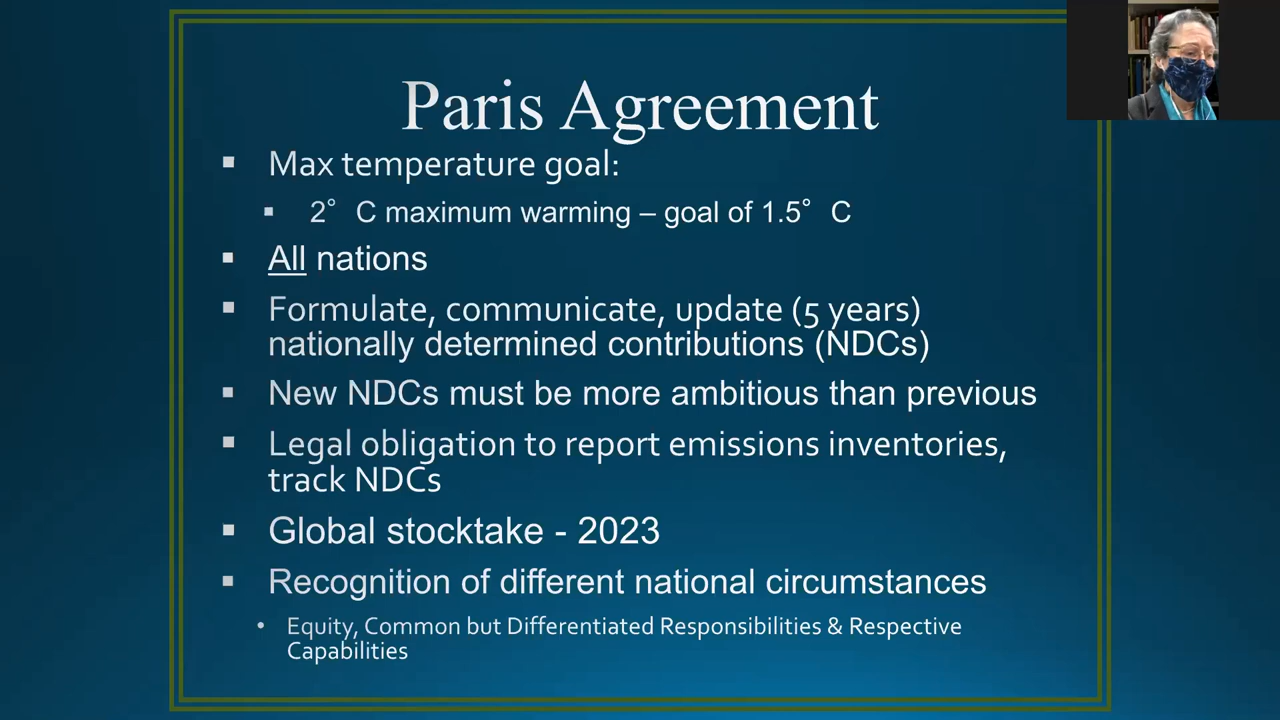 Paris Agreement
Max temperature goal:
2° C maximum warming – goal of 1.5° C
All nations
Formulate, communicate, update (5 years)
nationally determined contributions (NDCs)
New NDCs must be more ambitious than previous
Legal obligation to report emissions inventories,
track NDCs
Global stocktake - 2023
Recognition of different national circumstances
Equity, Common but Differentiated Responsibilities & Respective
Capabilities